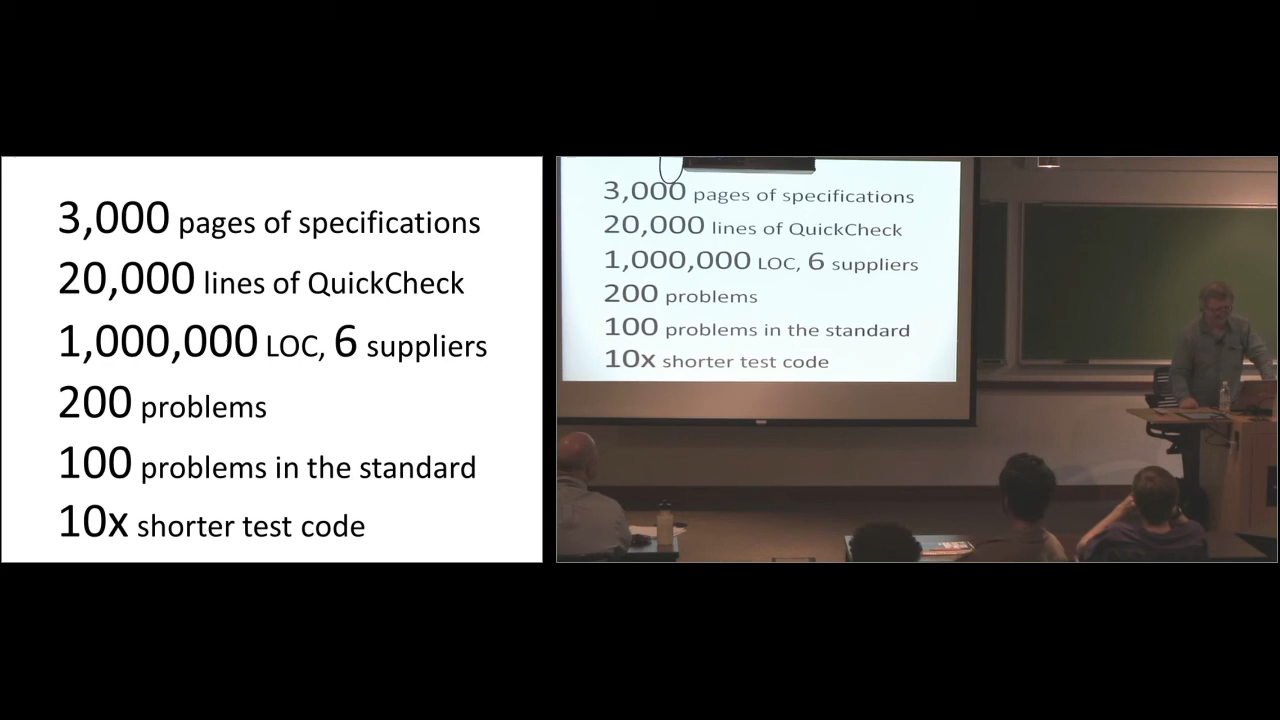 3,000 pages of specifications
20,000 lines of QuickCheck
1,000,000 LOC, 6 suppliers
200 problems
100 problems in the standard
10x shorter test code
3,000 pages of specifications
20,000 lines of QuickCheck
1,000,000 LOC, 6 suppliers
200 problems
100 problems in the standard
10x shorter test code